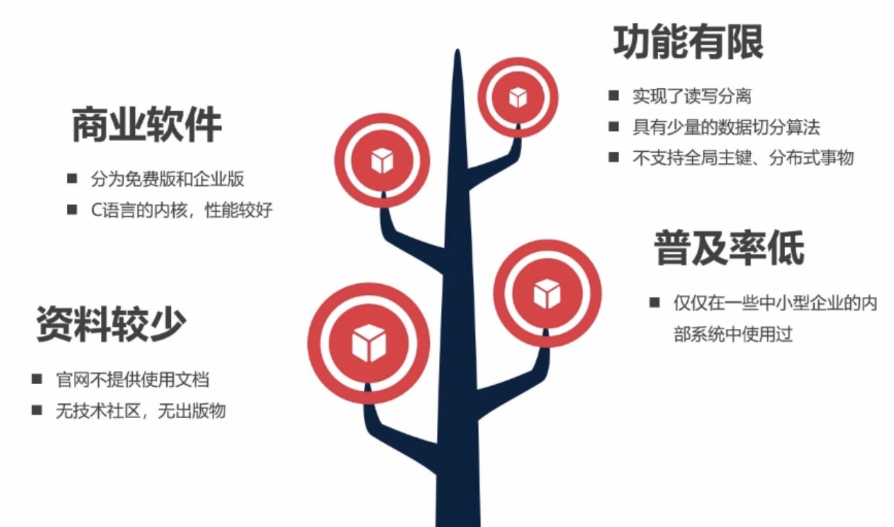 商业软件
分为免费版和企业版
C语言的内核，性能较好
资料较少
官网不提供使用文档
无技术社区，无出版物
功能有限
实现了读写分离
具有少量的数据切分算法
不支持全局主键、分布式事物
普及率低
仅仅在一些中小型企业的内
部系统中使用过